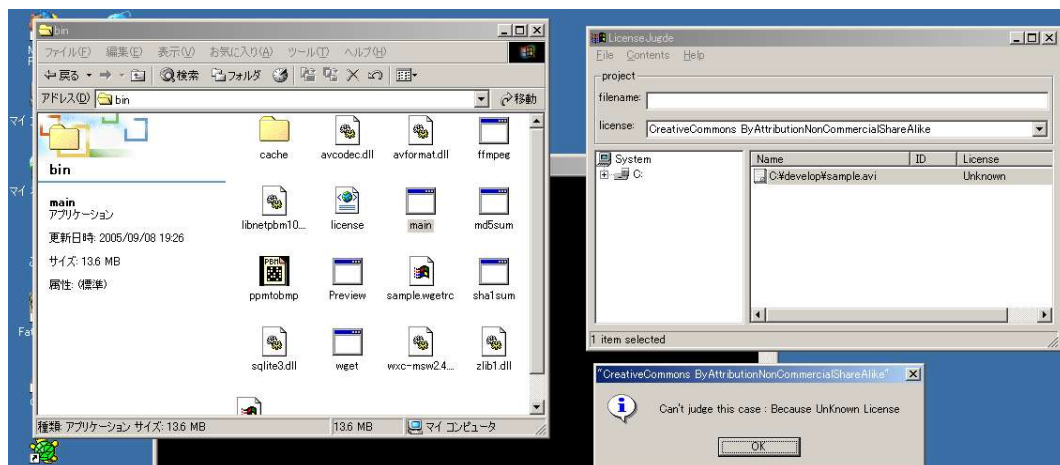 bin
ファイル(F) 編集(E) 表示(V) お気に入り(A) ツール(T) ヘルプ(H)
戻る 検索 フォルダ
アドレス(D) bin 移動
bin
main
アプリケーション
更新日時: 2005/09/08 19:26
サイズ: 13.6 MB
属性: (標準)
cache avcodec.dll avformat.dll ffmpeg
libnetpbm10... license main md5sum
ppmtobmp Preview sample.wgetrc sha1sum
sqlite3.dll wget wxc-msw2.4.... zlib1.dll
種類: アプリケーション サイズ: 13.6 MB 13.6 MB マイ コンピュータ
LicenseJugde
File Contents Help
project
filename:
license: CreativeCommons ByAttributionNonCommercialShareAlike
System
C:
Name ID License
C:¥develop¥sample.avi Unknown
1 item selected
"CreativeCommons ByAttributionNonCommercialShareAlike"
Can't judge this case : Because UnKnown License
OK